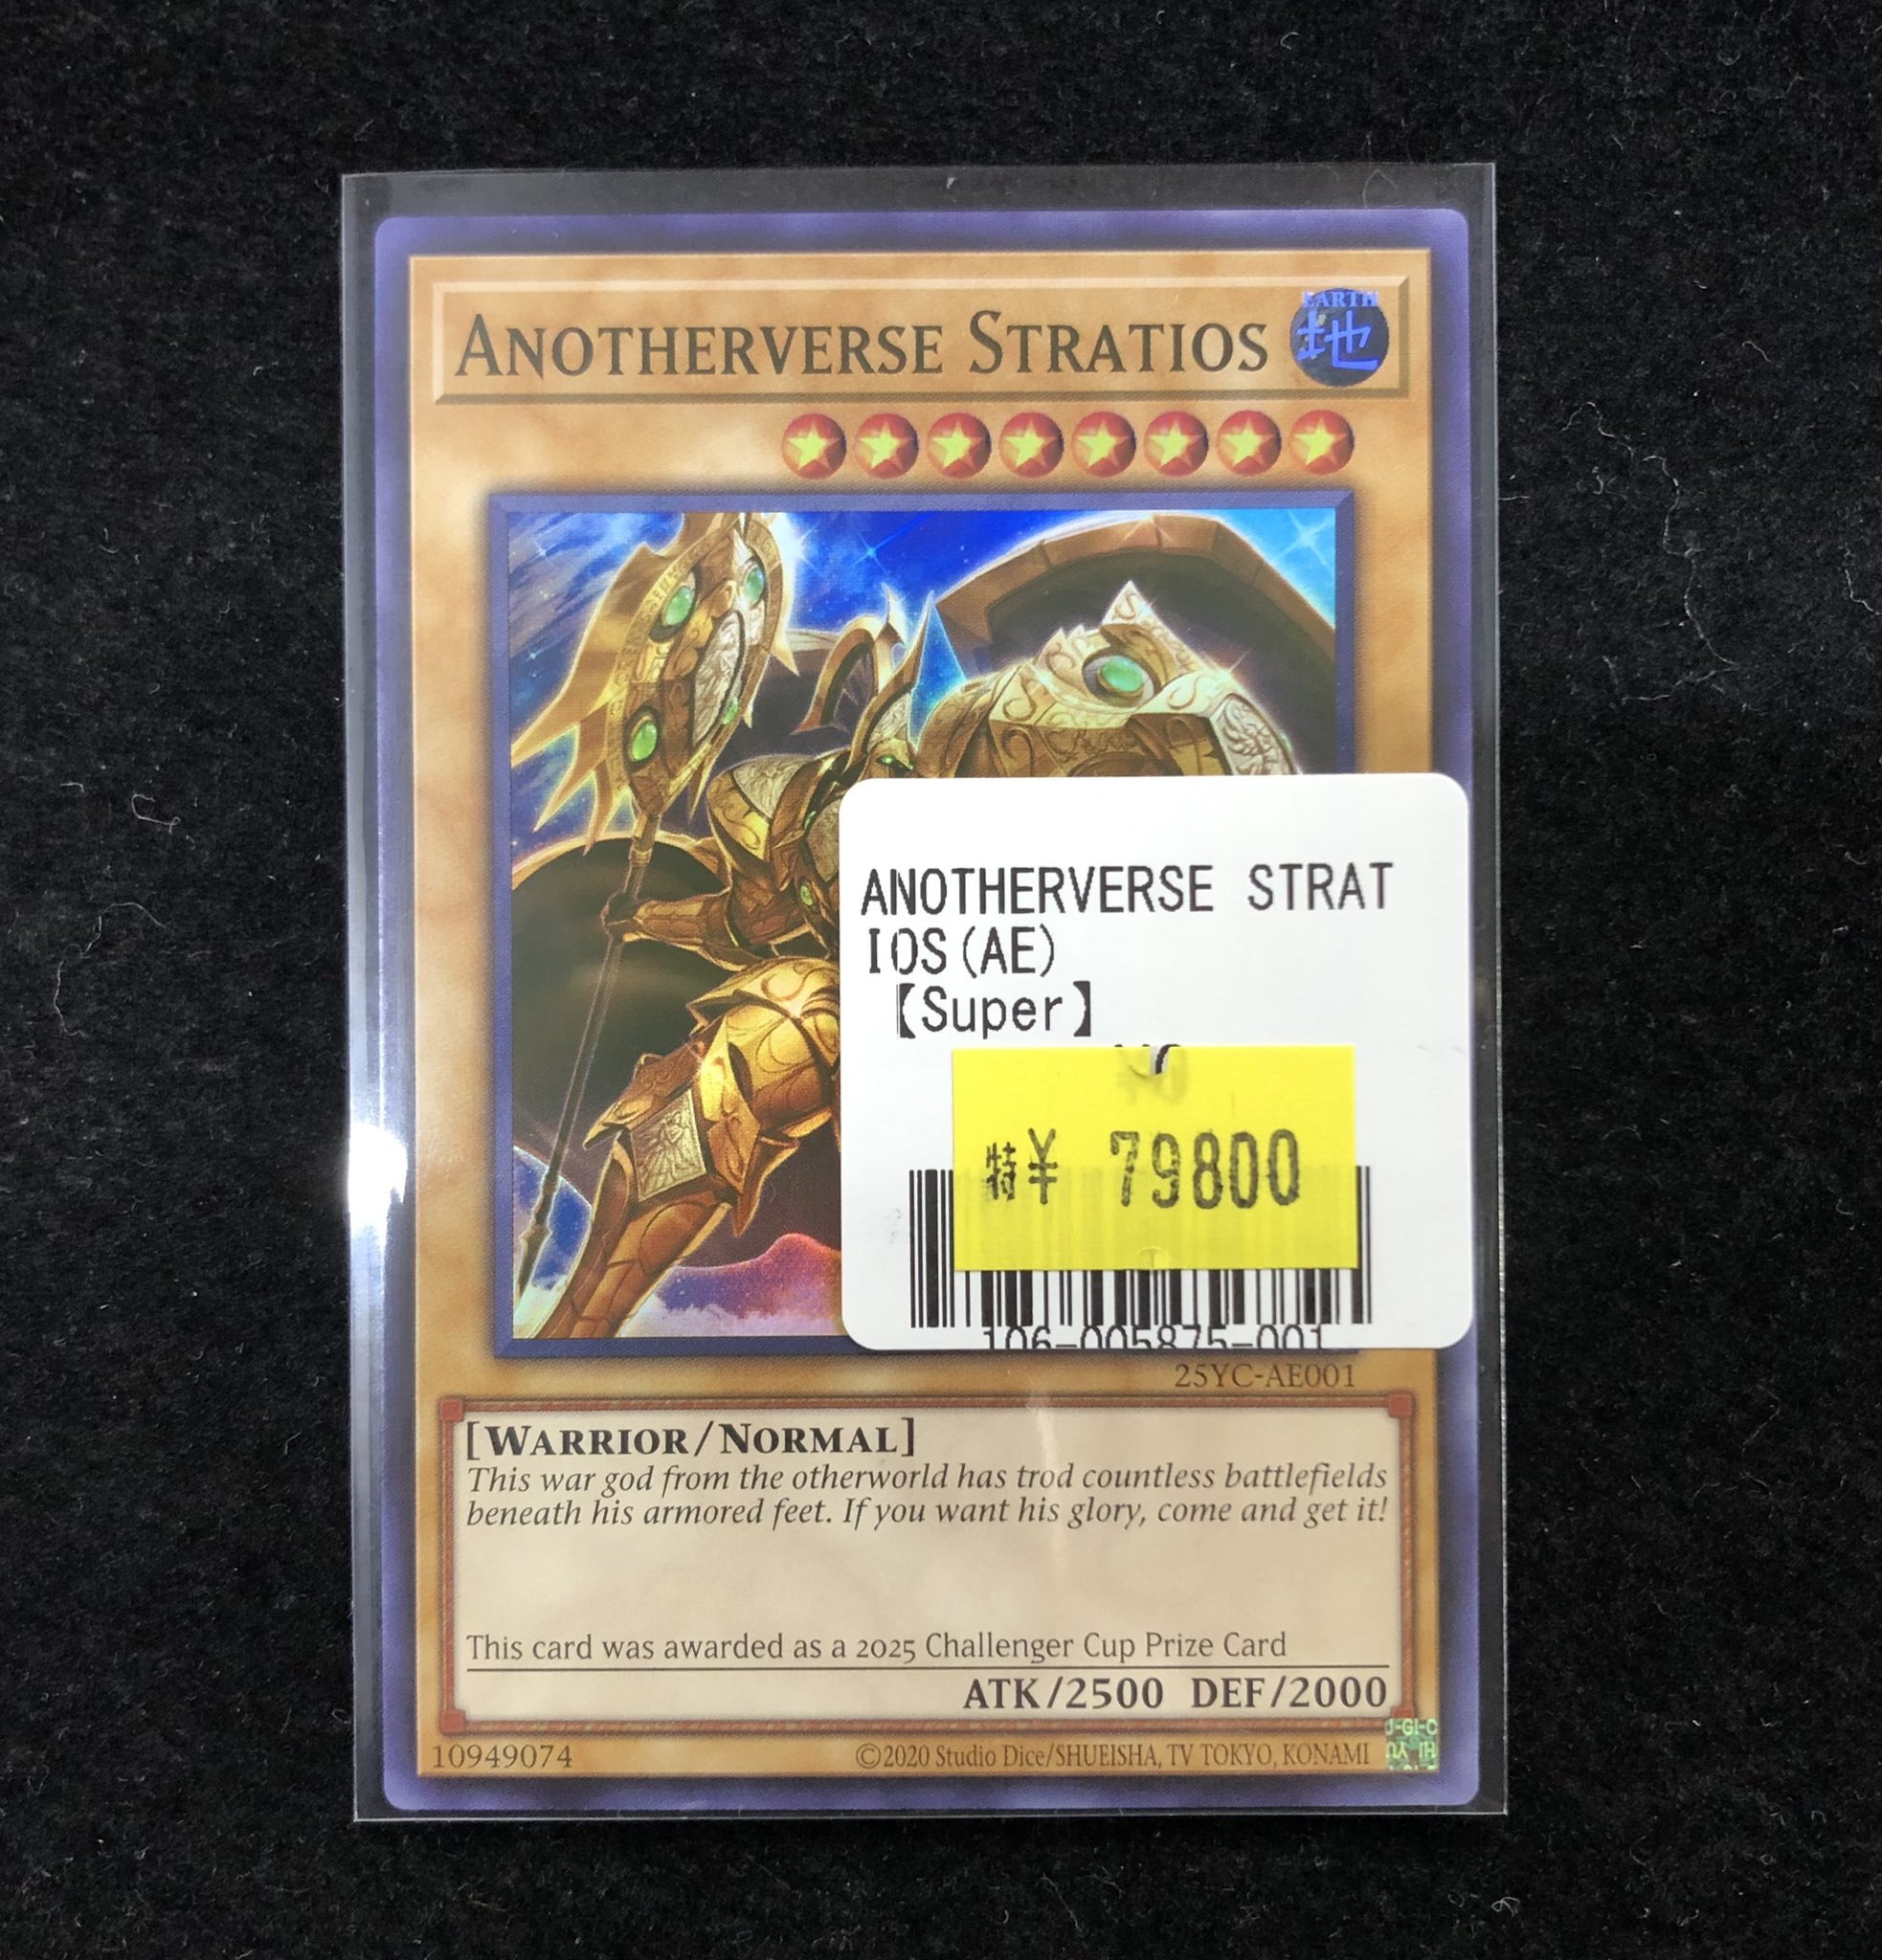 ANOTHERVERSE STRATIOS
EARTH
地
ANOTHERVERSE STRAT
IOS(AE)
【Super】
特¥ 79800
106-005875-001
25YC-AE001
[WARRIOR/NORMAL]
This war god from the otherworld has trod countless battlefields
beneath his armored feet. If you want his glory, come and get it!
This card was awarded as a 2025 Challenger Cup Prize Card
ATK/2500 DEF/2000
10949074
©2020 Studio Dice/SHUEISHA, TV TOKYO, KONAMI